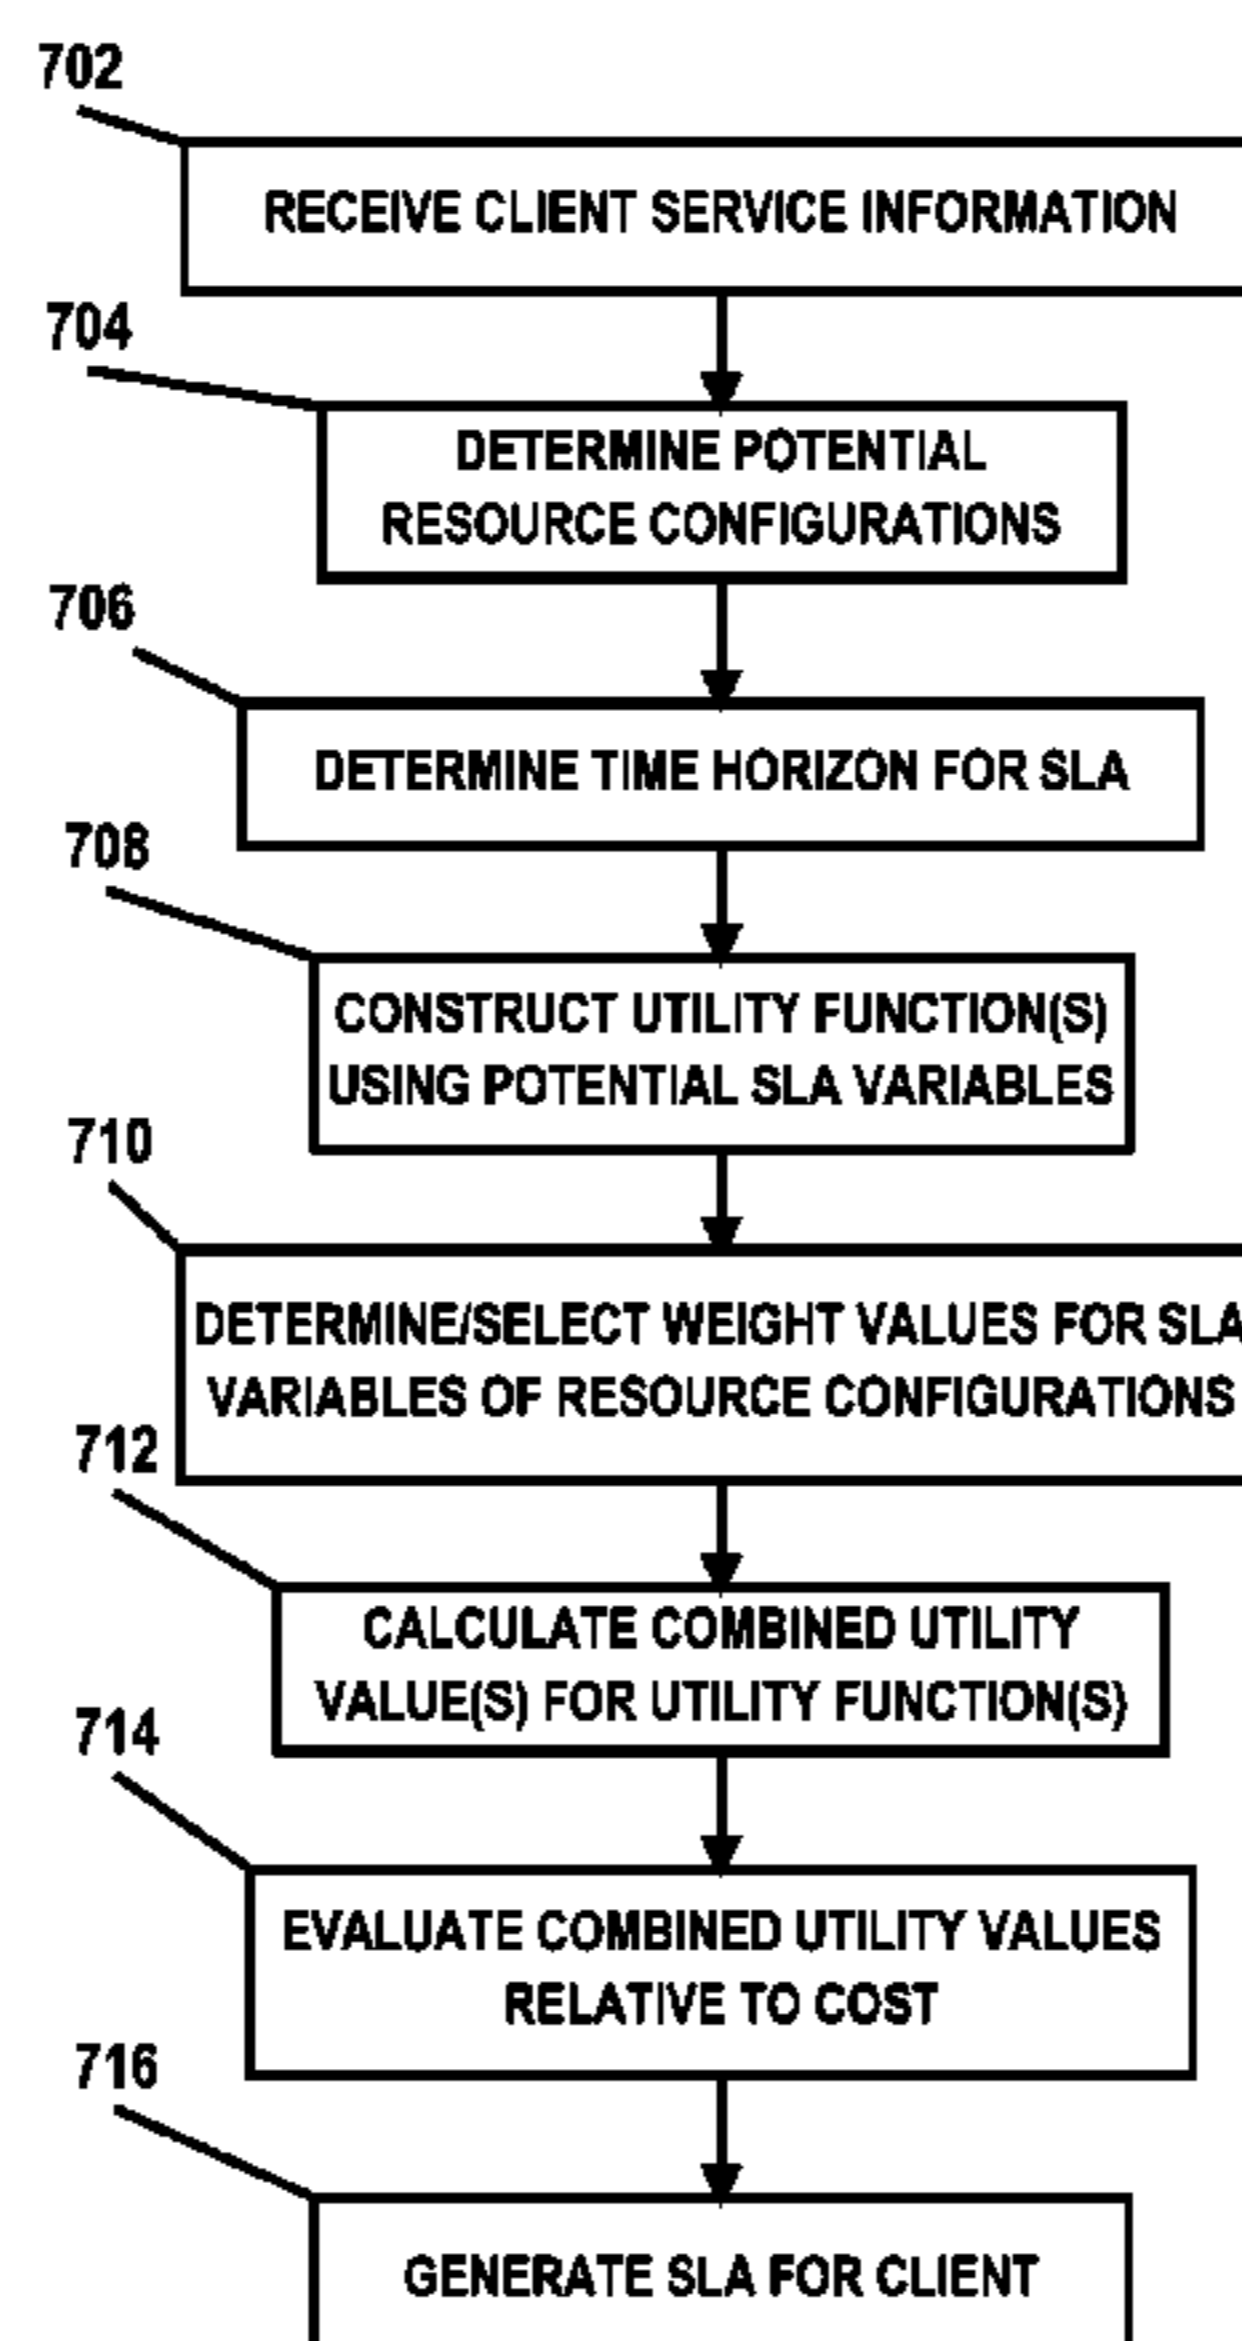 702
RECEIVE CLIENT SERVICE INFORMATION
704
DETERMINE POTENTIAL
RESOURCE CONFIGURATIONS
706
DETERMINE TIME HORIZON FOR SLA
708
CONSTRUCT UTILITY FUNCTION(S)
USING POTENTIAL SLA VARIABLES
710
DETERMINE/SELECT WEIGHT VALUES FOR SLA
VARIABLES OF RESOURCE CONFIGURATIONS
712
CALCULATE COMBINED UTILITY
VALUE(S) FOR UTILITY FUNCTION(S)
714
EVALUATE COMBINED UTILITY VALUES
RELATIVE TO COST
716
GENERATE SLA FOR CLIENT